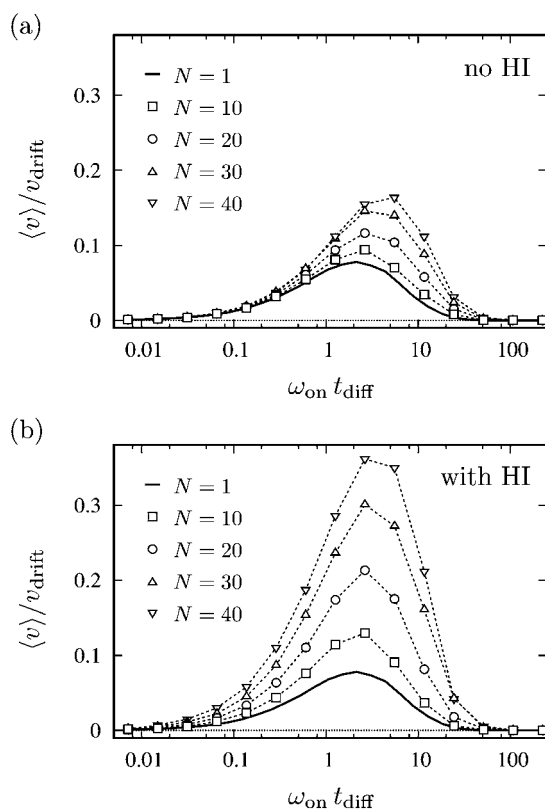 (a)
no HI
N = 1
N = 10
N = 20
N = 30
N = 40
⟨v⟩/v_drift
0.3
0.2
0.1
0
0.01 0.1 1 10 100
ω_on t_diff
(b)
with HI
N = 1
N = 10
N = 20
N = 30
N = 40
⟨v⟩/v_drift
0.3
0.2
0.1
0
0.01 0.1 1 10 100
ω_on t_diff